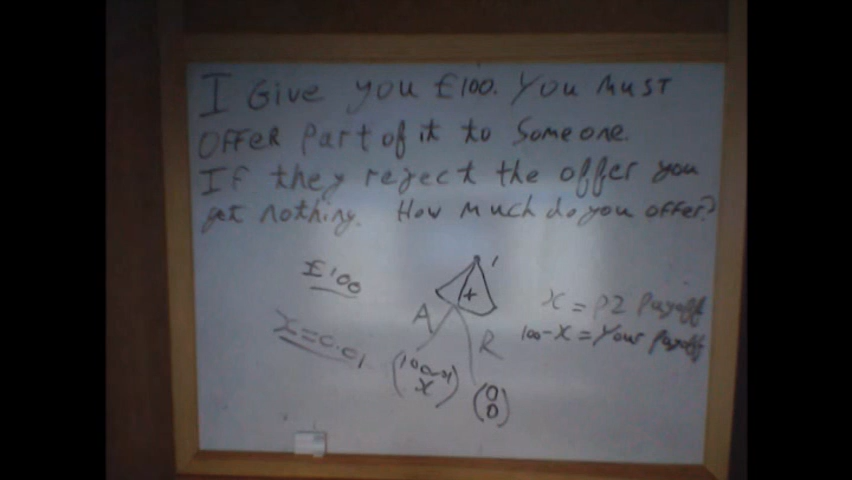 I Give you £100. You must
OFFER Part of it to Someone.
If they reject the offer you
get nothing. How much do you offer?
£100
x=0.01
1
x
A
R
(100-x
x)
(0
0)
x = P2 Payoff
100-x = Your Payoff